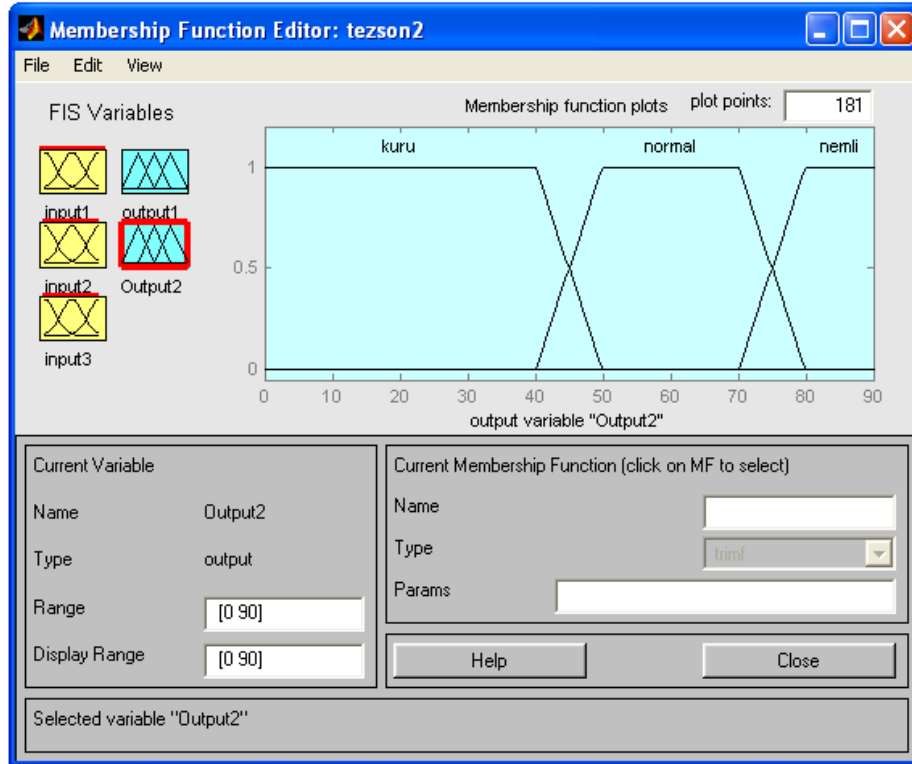 Membership Function Editor: tezson2
File Edit View
FIS Variables
Membership function plots plot points: 181
input1 output1
input2 Output2
input3
kuru normal nemli
1
0.5
0
0 10 20 30 40 50 60 70 80 90
output variable "Output2"
Current Variable
Name Output2
Type output
Range [0 90]
Display Range [0 90]
Current Membership Function (click on MF to select)
Name
Type trimf
Params
Help Close
Selected variable "Output2"